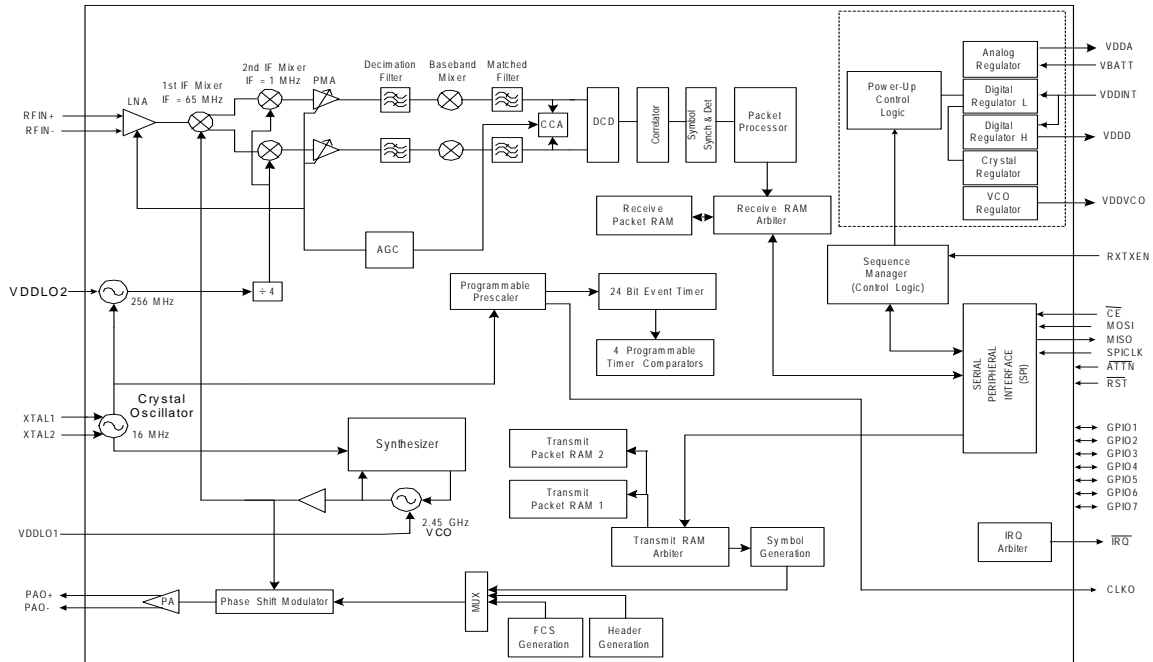 RFIN+
RFIN-
LNA
1st IF Mixer
IF = 65 MHz
2nd IF Mixer
IF = 1 MHz
PMA
Decimation
Filter
Baseband
Mixer
Matched
Filter
CCA
DCD
Correlator
Symbol
Synch & Det
Packet
Processor
Power-Up
Control
Logic
Analog
Regulator
Digital
Regulator L
Digital
Regulator H
Crystal
Regulator
VCO
Regulator
VDDA
VBATT
VDDINT
VDDD
VDDVCO
Receive
Packet RAM
Receive RAM
Arbiter
AGC
Sequence
Manager
(Control Logic)
RXTXEN
VDDLO2
256 MHz
÷ 4
Programmable
Prescaler
24 Bit Event Timer
4 Programmable
Timer Comparators
SERIAL
PERIPHERAL
INTERFACE
(SPI)
CE
MOSI
MISO
SPICLK
ATTN
RST
Crystal
Oscillator
XTAL1
XTAL2
16 MHz
Synthesizer
2.45 GHz
VCO
VDDLO1
Transmit
Packet RAM 2
Transmit
Packet RAM 1
Transmit RAM
Arbiter
Symbol
Generation
GPIO1
GPIO2
GPIO3
GPIO4
GPIO5
GPIO6
GPIO7
IRQ
Arbiter
IRQ
CLKO
PAO+
PAO-
PA
Phase Shift Modulator
MUX
FCS
Generation
Header
Generation